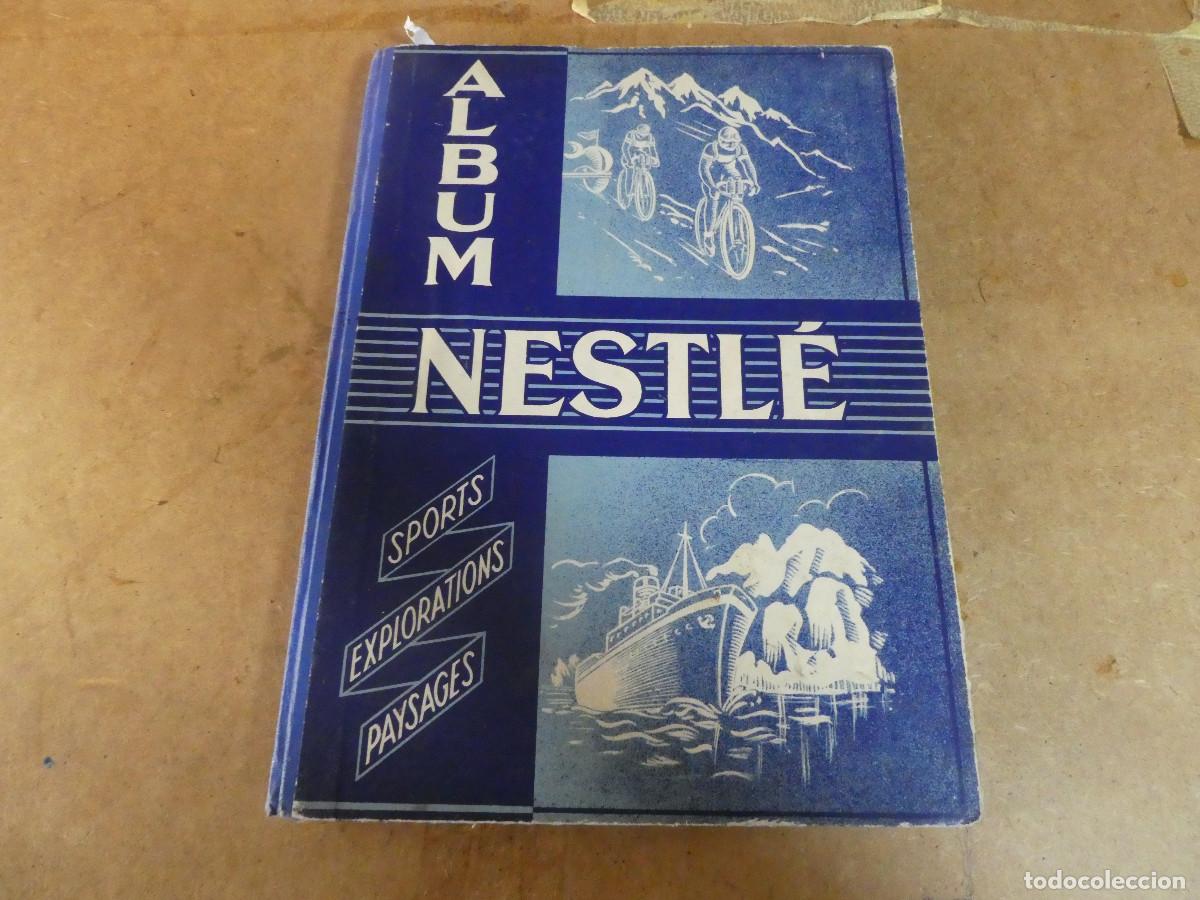 ALBUM
NESTLÉ
SPORTS
EXPLORATIONS
PAYSAGES
todocoleccion